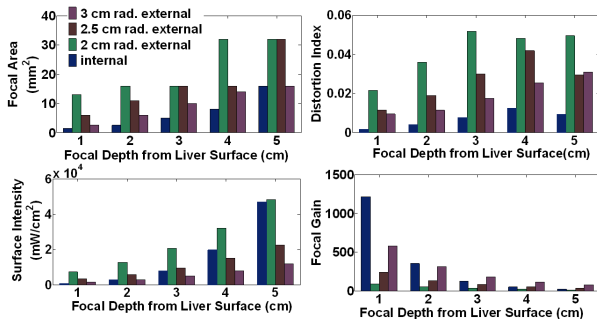 3 cm rad. external
2.5 cm rad. external
2 cm rad. external
internal
40
30
20
10
0
Focal Area
(mm²)
1 2 3 4 5
Focal Depth from Liver Surface (cm)
0.06
0.04
0.02
0
Distortion Index
1 2 3 4 5
Focal Depth from Liver Surface(cm)
6 x 10⁴
4
2
0
Surface Intensity
(mW/cm²)
1 2 3 4 5
Focal Depth from Liver Surface (cm)
1500
1000
500
0
Focal Gain
1 2 3 4 5
Focal Depth from Liver Surface (cm)